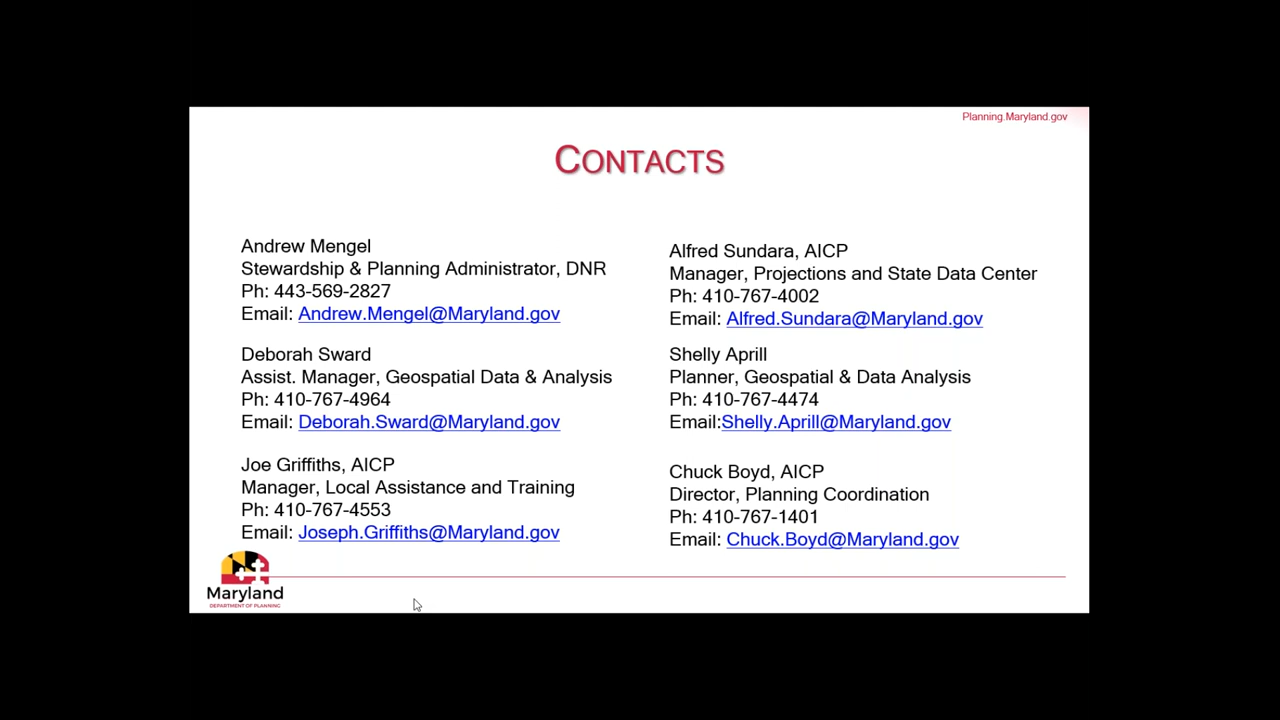 Planning.Maryland.gov
CONTACTS
Andrew Mengel
Stewardship & Planning Administrator, DNR
Ph: 443-569-2827
Email: Andrew.Mengel@Maryland.gov
Deborah Sward
Assist. Manager, Geospatial Data & Analysis
Ph: 410-767-4964
Email: Deborah.Sward@Maryland.gov
Joe Griffiths, AICP
Manager, Local Assistance and Training
Ph: 410-767-4553
Email: Joseph.Griffiths@Maryland.gov
Alfred Sundara, AICP
Manager, Projections and State Data Center
Ph: 410-767-4002
Email: Alfred.Sundara@Maryland.gov
Shelly Aprill
Planner, Geospatial & Data Analysis
Ph: 410-767-4474
Email:Shelly.Aprill@Maryland.gov
Chuck Boyd, AICP
Director, Planning Coordination
Ph: 410-767-1401
Email: Chuck.Boyd@Maryland.gov
Maryland
DEPARTMENT OF PLANNING